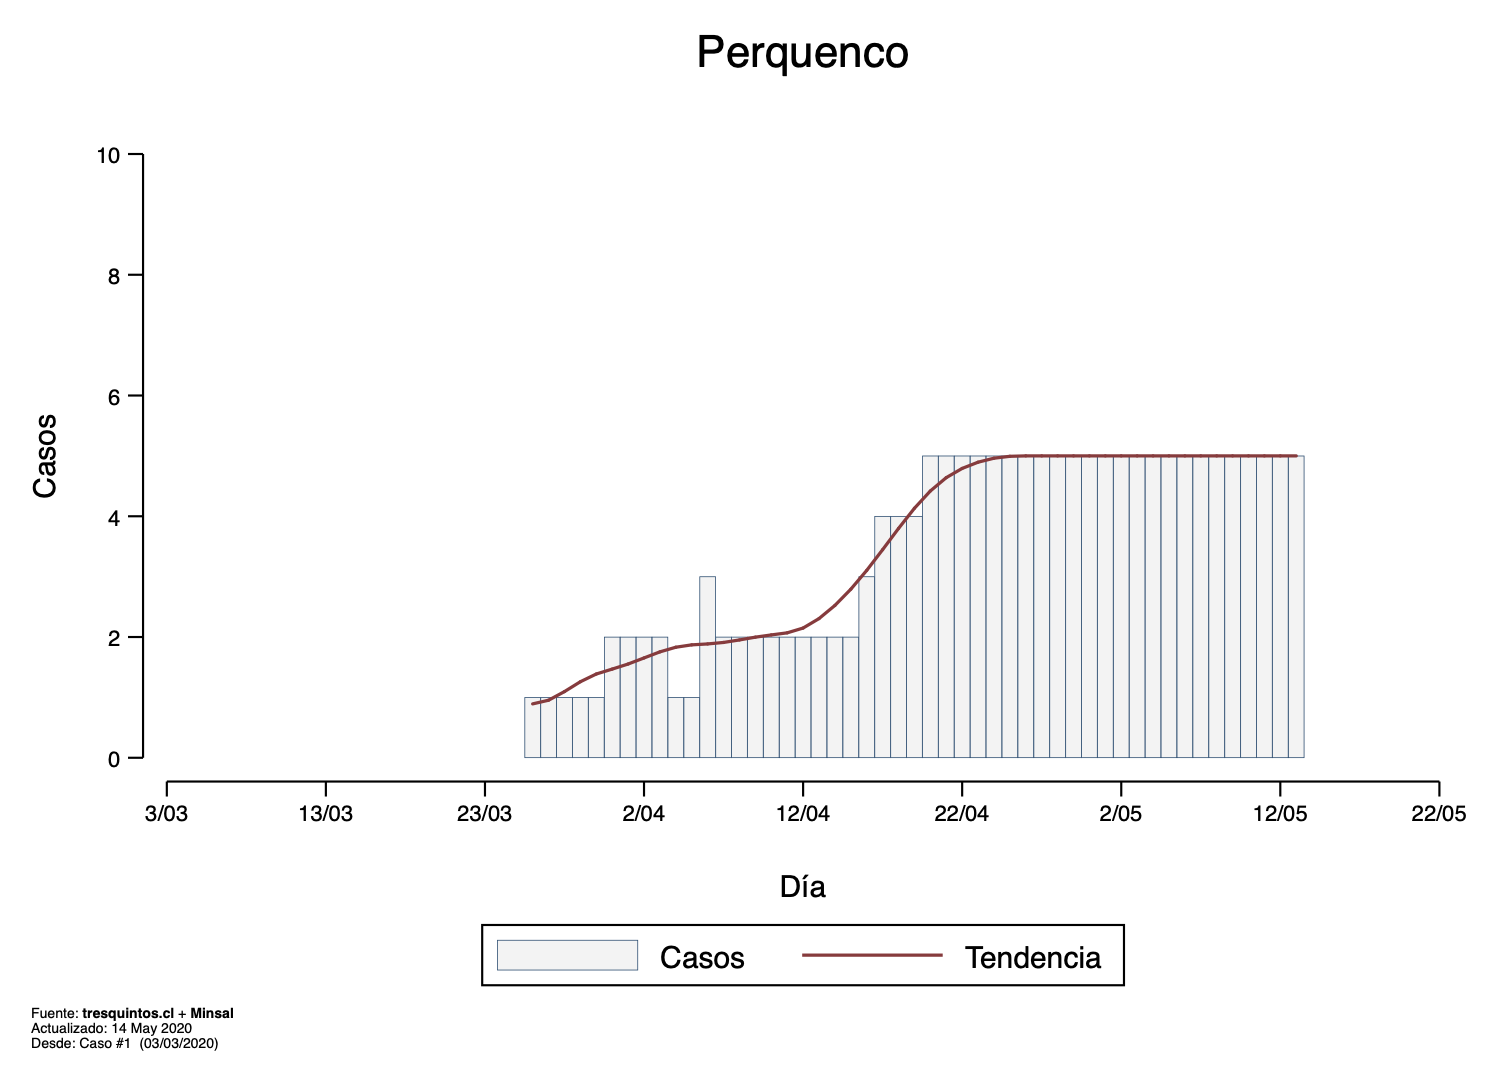 Perquenco
10
8
6
4
2
0
Casos
3/03 13/03 23/03 2/04 12/04 22/04 2/05 12/05 22/05
Día
Casos Tendencia
Fuente: tresquintos.cl + Minsal
Actualizado: 14 May 2020
Desde: Caso #1 (03/03/2020)